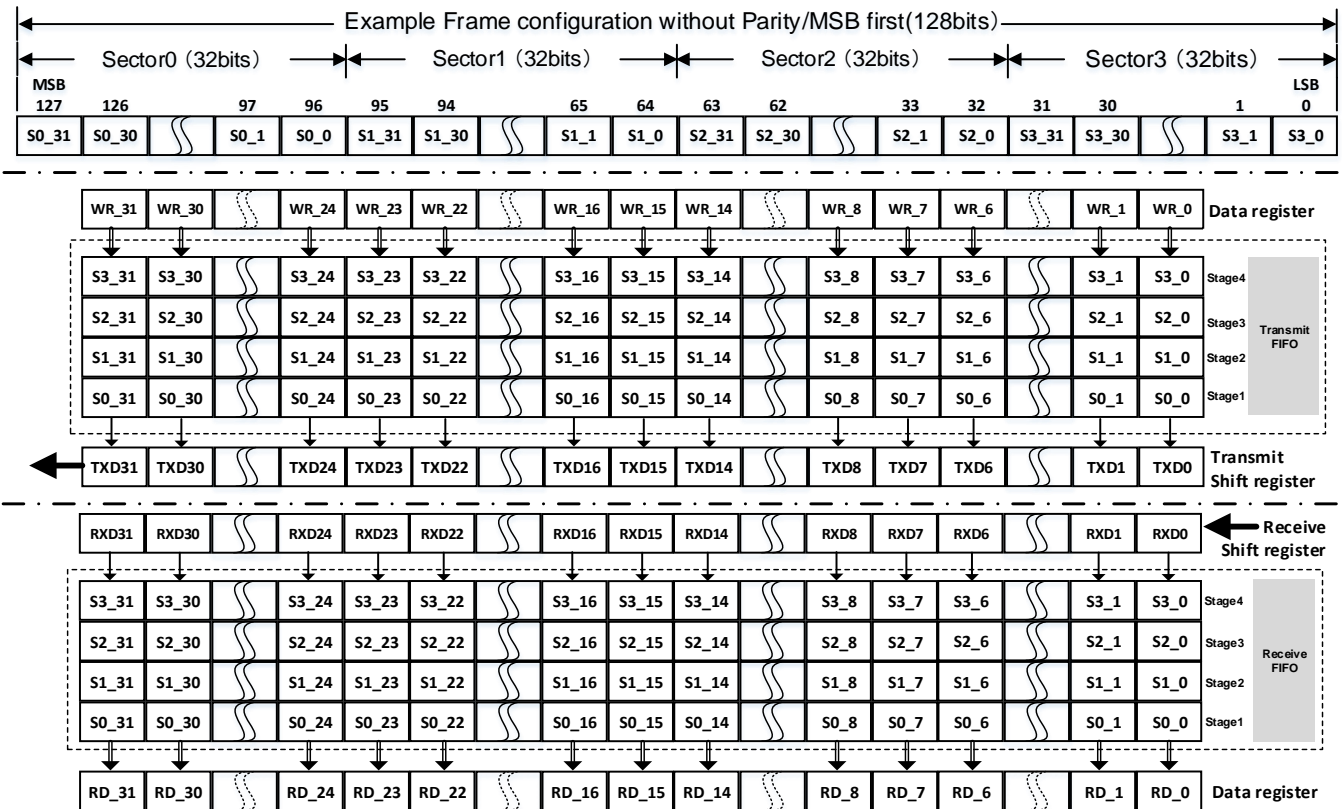 Example Frame configuration without Parity/MSB first(128bits)
Sector0（32bits） Sector1（32bits） Sector2（32bits） Sector3（32bits）
MSB LSB
127 126 97 96 95 94 65 64 63 62 33 32 31 30 1 0
S0_31 S0_30 S0_1 S0_0 S1_31 S1_30 S1_1 S1_0 S2_31 S2_30 S2_1 S2_0 S3_31 S3_30 S3_1 S3_0
WR_31 WR_30 WR_24 WR_23 WR_22 WR_16 WR_15 WR_14 WR_8 WR_7 WR_6 WR_1 WR_0 Data register
S3_31 S3_30 S3_24 S3_23 S3_22 S3_16 S3_15 S3_14 S3_8 S3_7 S3_6 S3_1 S3_0 Stage4
S2_31 S2_30 S2_24 S2_23 S2_22 S2_16 S2_15 S2_14 S2_8 S2_7 S2_6 S2_1 S2_0 Stage3
Transmit
FIFO
S1_31 S1_30 S1_24 S1_23 S1_22 S1_16 S1_15 S1_14 S1_8 S1_7 S1_6 S1_1 S1_0 Stage2
S0_31 S0_30 S0_24 S0_23 S0_22 S0_16 S0_15 S0_14 S0_8 S0_7 S0_6 S0_1 S0_0 Stage1
TXD31 TXD30 TXD24 TXD23 TXD22 TXD16 TXD15 TXD14 TXD8 TXD7 TXD6 TXD1 TXD0 Transmit
Shift register
RXD31 RXD30 RXD24 RXD23 RXD22 RXD16 RXD15 RXD14 RXD8 RXD7 RXD6 RXD1 RXD0 Receive
Shift register
S3_31 S3_30 S3_24 S3_23 S3_22 S3_16 S3_15 S3_14 S3_8 S3_7 S3_6 S3_1 S3_0 Stage4
S2_31 S2_30 S2_24 S2_23 S2_22 S2_16 S2_15 S2_14 S2_8 S2_7 S2_6 S2_1 S2_0 Stage3
Receive
FIFO
S1_31 S1_30 S1_24 S1_23 S1_22 S1_16 S1_15 S1_14 S1_8 S1_7 S1_6 S1_1 S1_0 Stage2
S0_31 S0_30 S0_24 S0_23 S0_22 S0_16 S0_15 S0_14 S0_8 S0_7 S0_6 S0_1 S0_0 Stage1
RD_31 RD_30 RD_24 RD_23 RD_22 RD_16 RD_15 RD_14 RD_8 RD_7 RD_6 RD_1 RD_0 Data register